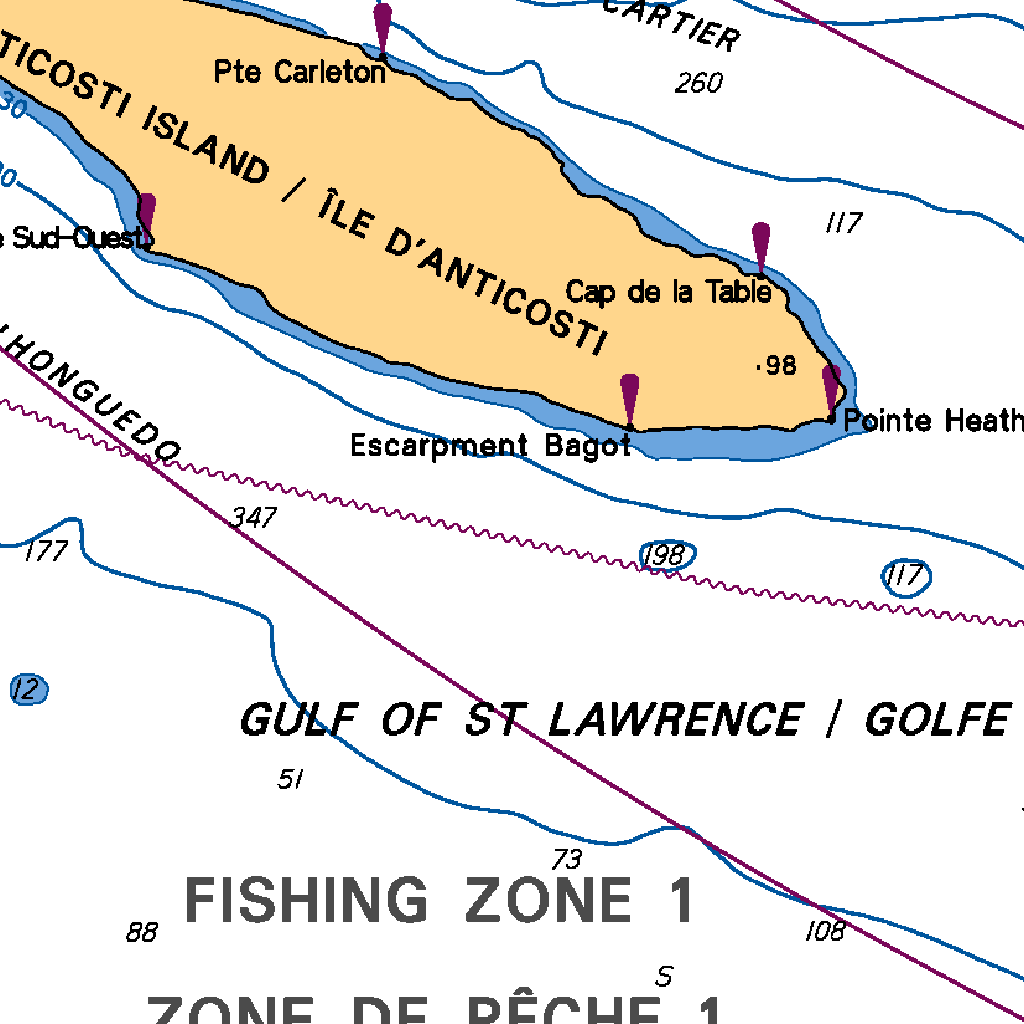 CARTIER
Pte Carleton
260
TICOSTI ISLAND / ÎLE D'ANTICOSTI
30
117
Sud-Ouest
Cap de la Table
98
HONGUEDO
Pointe Heath
Escarpment Bagot
347
177
198
117
12
GULF OF ST LAWRENCE / GOLFE
51
73
FISHING ZONE 1
88
108
S
ZONE DE PÊCHE 1